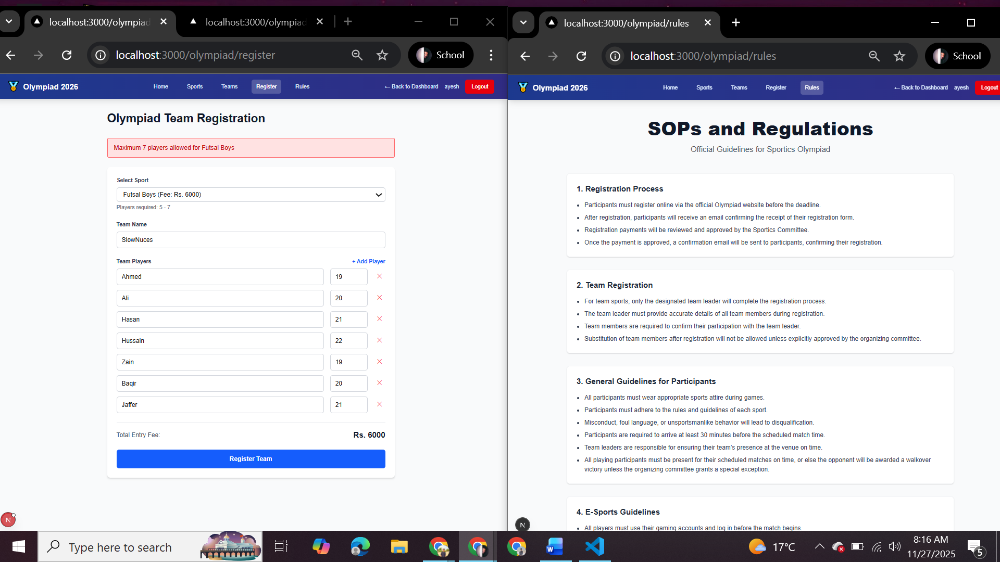 localhost:3000/olympiad
localhost:3000/olympiad
localhost:3000/olympiad/register
School
Olympiad 2026
Home
Sports
Teams
Register
Rules
← Back to Dashboard
ayesh
Logout
Olympiad Team Registration
Maximum 7 players allowed for Futsal Boys
Select Sport
Futsal Boys (Fee: Rs. 6000)
Players required: 5 - 7
Team Name
SlowNuces
Team Players
+ Add Player
Ahmed 19
Ali 20
Hasan 21
Hussain 22
Zain 19
Baqir 20
Jaffer 21
Total Entry Fee: Rs. 6000
Register Team
N
localhost:3000/olympiad/rules
localhost:3000/olympiad/rules
School
Olympiad 2026
Home
Sports
Teams
Register
Rules
← Back to Dashboard
ayesh
Logout
SOPs and Regulations
Official Guidelines for Sportics Olympiad
1. Registration Process
• Participants must register online via the official Olympiad website before the deadline.
• After registration, participants will receive an email confirming the receipt of their registration form.
• Registration payments will be reviewed and approved by the Sportics Committee.
• Once the payment is approved, a confirmation email will be sent to participants, confirming their registration.
2. Team Registration
• For team sports, only the designated team leader will complete the registration process.
• The team leader must provide accurate details of all team members during registration.
• Team members are required to confirm their participation with the team leader.
• Substitution of team members after registration will not be allowed unless explicitly approved by the organizing committee.
3. General Guidelines for Participants
• All participants must wear appropriate sports attire during games.
• Participants must adhere to the rules and guidelines of each sport.
• Misconduct, foul language, or unsportsmanlike behavior will lead to disqualification.
• Participants are required to arrive at least 30 minutes before the scheduled match time.
• Team leaders are responsible for ensuring their team's presence at the venue on time.
• All playing participants must be present for their scheduled matches on time, or else the opponent will be awarded a walkover
victory unless the organizing committee grants a special exception.
4. E-Sports Guidelines
• All players must use their gaming accounts and log in before the match begins.
N
Type here to search
17°C
8:16 AM
11/27/2025
5